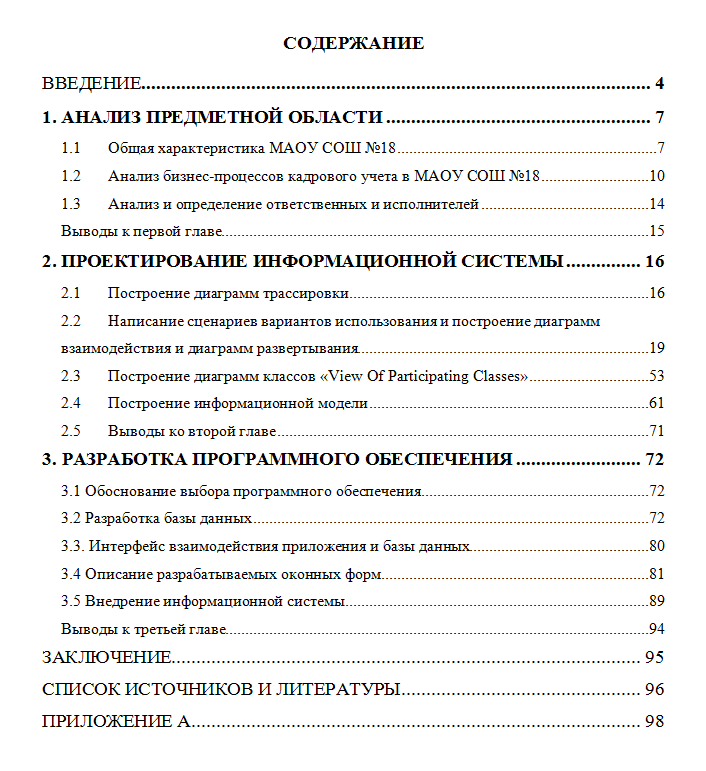 СОДЕРЖАНИЕ
ВВЕДЕНИЕ.......... 4
1. АНАЛИЗ ПРЕДМЕТНОЙ ОБЛАСТИ .......... 7
1.1 Общая характеристика МАОУ СОШ №18..........7
1.2 Анализ бизнес-процессов кадрового учета в МАОУ СОШ №18..........10
1.3 Анализ и определение ответственных и исполнителей..........14
Выводы к первой главе..........15
2. ПРОЕКТИРОВАНИЕ ИНФОРМАЦИОННОЙ СИСТЕМЫ.......... 16
2.1 Построение диаграмм трассировки..........16
2.2 Написание сценариев вариантов использования и построение диаграмм
взаимодействия и диаграмм развертывания..........19
2.3 Построение диаграмм классов «View Of Participating Classes»..........53
2.4 Построение информационной модели..........61
2.5 Выводы ко второй главе..........71
3. РАЗРАБОТКА ПРОГРАММНОГО ОБЕСПЕЧЕНИЯ .......... 72
3.1 Обоснование выбора программного обеспечения..........72
3.2 Разработка базы данных..........72
3.3. Интерфейс взаимодействия приложения и базы данных..........80
3.4 Описание разрабатываемых оконных форм..........81
3.5 Внедрение информационной системы..........89
Выводы к третьей главе..........94
ЗАКЛЮЧЕНИЕ.......... 95
СПИСОК ИСТОЧНИКОВ И ЛИТЕРАТУРЫ.......... 96
ПРИЛОЖЕНИЕ А.......... 98